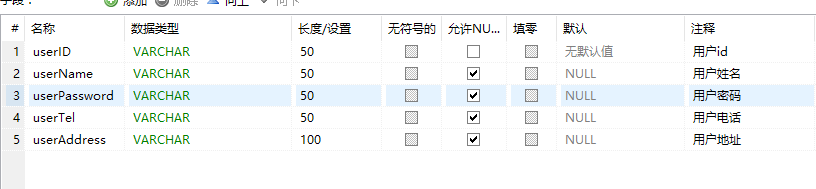 字段： 添加 删除 向上 向下
# 名称 数据类型 长度/设置 无符号的 允许NU... 填零 默认 注释
1 userID VARCHAR 50 无默认值 用户id
2 userName VARCHAR 50 NULL 用户姓名
3 userPassword VARCHAR 50 NULL 用户密码
4 userTel VARCHAR 50 NULL 用户电话
5 userAddress VARCHAR 100 NULL 用户地址